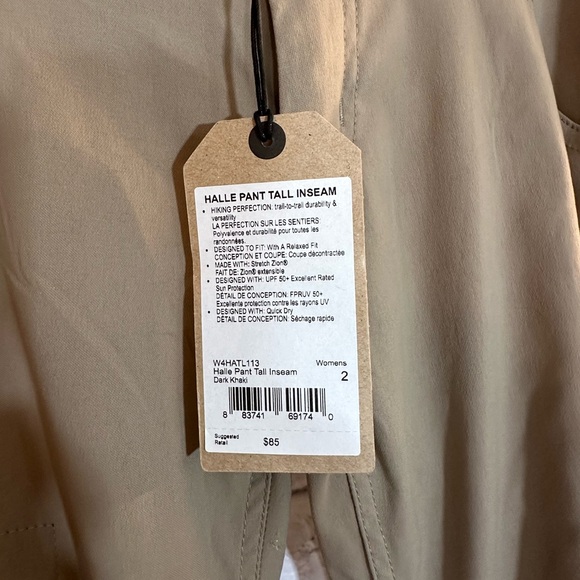 HALLE PANT TALL INSEAM
• HIKING PERFECTION: trail-to-trail durability &
versatility
LA PERFECTION SUR LES SENTIERS:
Polyvalence et durabilité pour toutes les
randonnées.
• DESIGNED TO FIT: With A Relaxed Fit
CONCEPTION ET COUPE: Coupe décontractée
• MADE WITH: Stretch Zion®
FAIT DE: Zion® extensible
• DESIGNED WITH: UPF 50+ Excellent Rated
Sun Protection
DÉTAIL DE CONCEPTION: FPRUV 50+
Excellente protection contre les rayons UV
• DESIGNED WITH: Quick Dry
DÉTAIL DE CONCEPTION: Séchage rapide
W4HATL113 Womens
Halle Pant Tall Inseam 2
Dark Khaki
8 83741 69174 0
Suggested
Retail $85